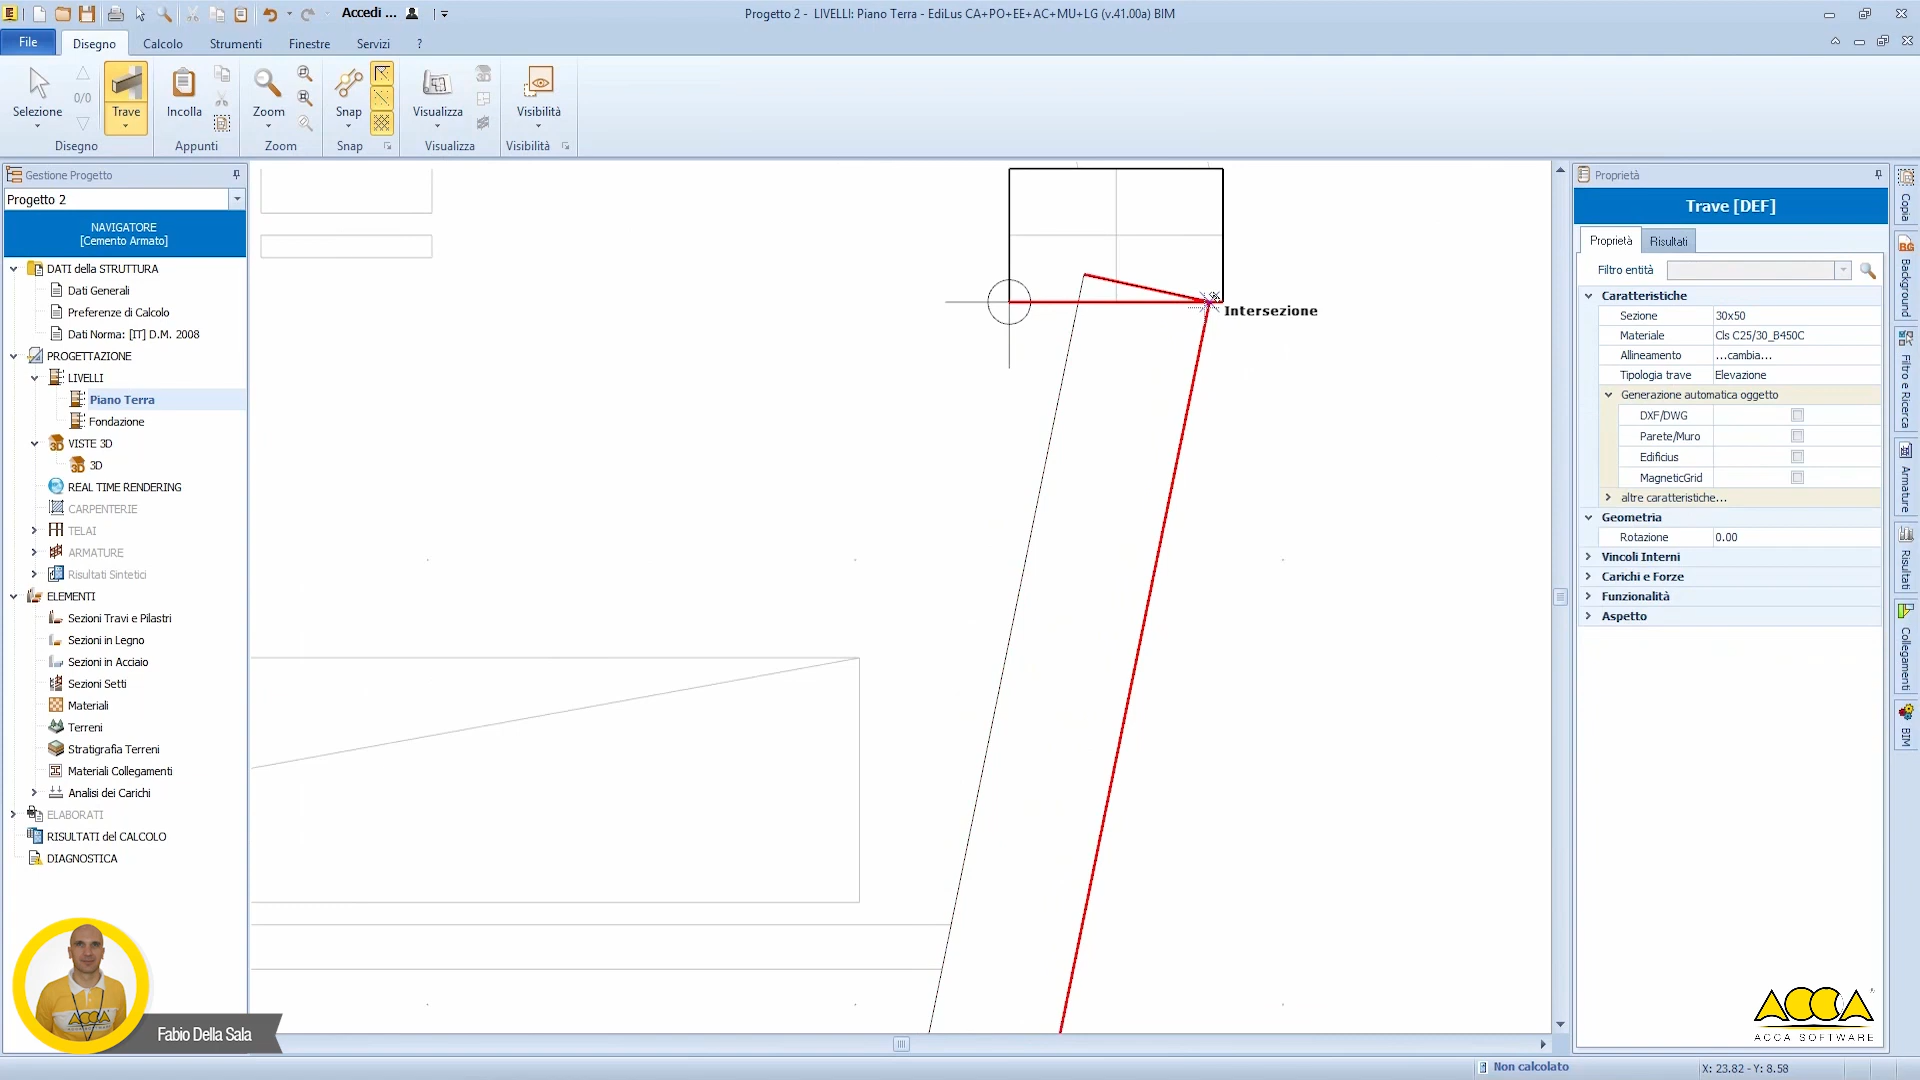 Accedi ...
Progetto 2 - LIVELLI: Piano Terra - EdiLus CA+PO+EE+AC+MU+LG (v.41.00a) BIM
File
Disegno
Calcolo
Strumenti
Finestre
Servizi
?
Selezione
0/0
Trave
Incolla
Zoom
Snap
Visualizza
Visibilità
Disegno
Appunti
Zoom
Snap
Visualizza
Visibilità
Gestione Progetto
Progetto 2
NAVIGATORE
[Cemento Armato]
DATI della STRUTTURA
Dati Generali
Preferenze di Calcolo
Dati Norma: [IT] D.M. 2008
PROGETTAZIONE
LIVELLI
Piano Terra
Fondazione
VISTE 3D
3D
REAL TIME RENDERING
CARPENTERIE
TELAI
ARMATURE
Risultati Sintetici
ELEMENTI
Sezioni Travi e Pilastri
Sezioni in Legno
Sezioni in Acciaio
Sezioni Setti
Materiali
Terreni
Stratigrafia Terreni
Materiali Collegamenti
Analisi dei Carichi
ELABORATI
RISULTATI del CALCOLO
DIAGNOSTICA
Fabio Della Sala
Intersezione
Proprietà
Trave [DEF]
Proprietà
Risultati
Filtro entità
Caratteristiche
Sezione 30x50
Materiale Cls C25/30_B450C
Allineamento ...cambia...
Tipologia trave Elevazione
Generazione automatica oggetto
DXF/DWG
Parete/Muro
Edificius
MagneticGrid
altre caratteristiche...
Geometria
Rotazione 0.00
Vincoli Interni
Carichi e Forze
Funzionalità
Aspetto
Copia
BG
Background
Filtro e Ricerca
Armature
Risultati
Collegamenti
BIM
ACCA
ACCA SOFTWARE
Non calcolato
X: 23.82 - Y: 8.58